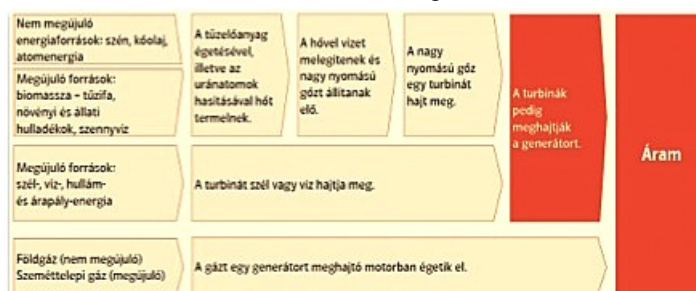 Nem megújuló
energiaforrások: szén, kőolaj,
atomenergia
Megújuló források:
biomassza – tűzifa,
növényi és állati
hulladékok, szennyvíz
A tüzelőanyag
égetésével,
illetve az
uránatomok
hasításával hőt
termelnek.
A hővel vizet
melegítenek és
nagy nyomású
gőzt állítanak
elő.
A nagy
nyomású gőz
egy turbinát
hajt meg.
A turbinák
pedig
meghajtják
a generátort.
Áram
Megújuló források:
szél-, víz-, hullám-
és árapály-energia
A turbinát szél vagy víz hajtja meg.
Földgáz (nem megújuló)
Szeméttelepi gáz (megújuló)
A gázt egy generátort meghajtó motorban égetik el.